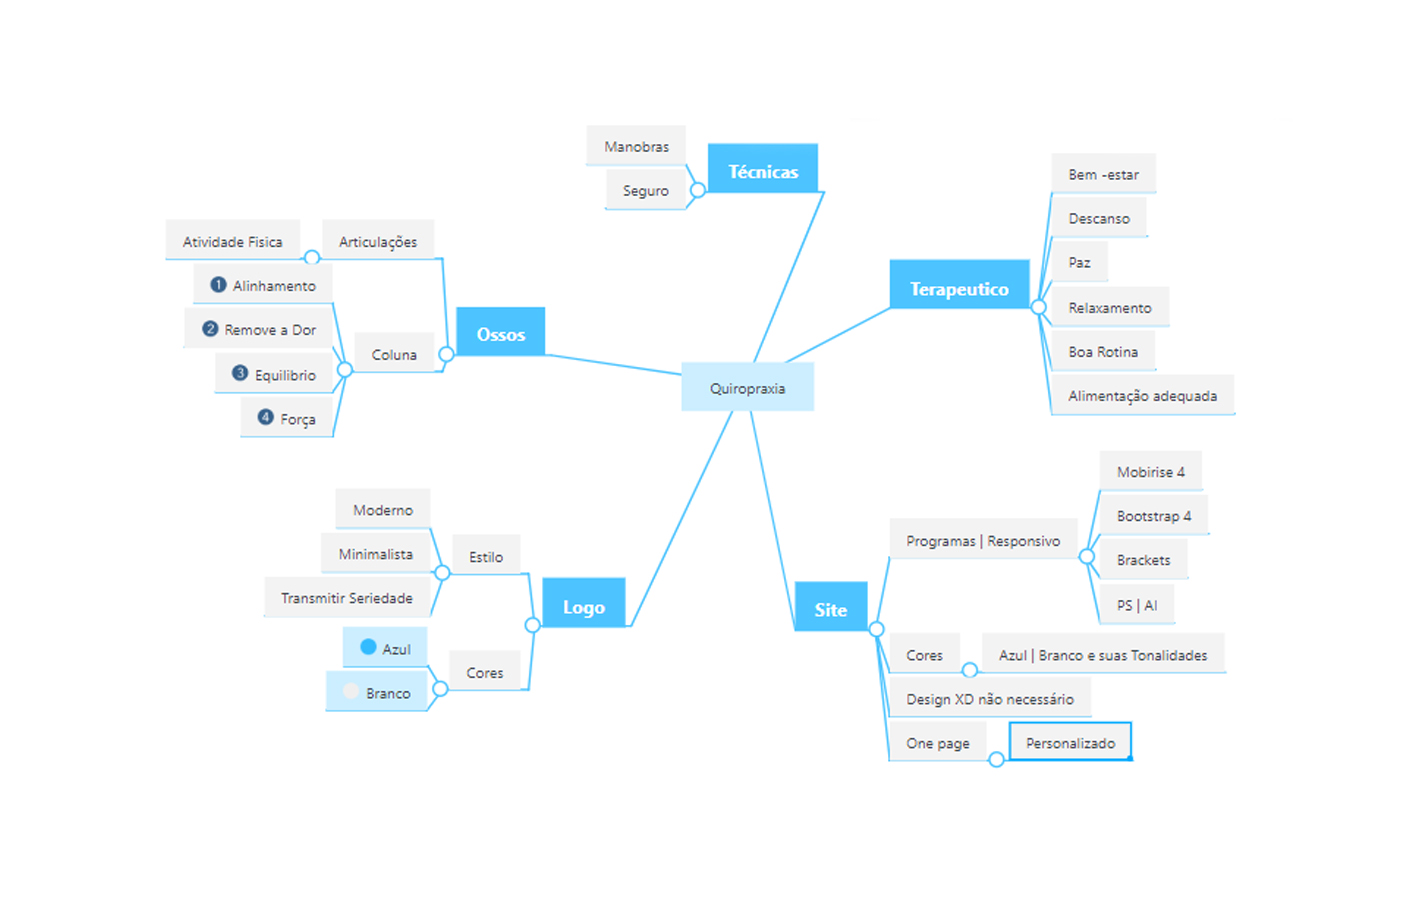 Quiropraxia
Técnicas
Manobras
Seguro
Terapeutico
Bem -estar
Descanso
Paz
Relaxamento
Boa Rotina
Alimentação adequada
Ossos
Articulações
Atividade Fisica
Coluna
1 Alinhamento
2 Remove a Dor
3 Equilibrio
4 Força
Logo
Estilo
Moderno
Minimalista
Transmitir Seriedade
Cores
Azul
Branco
Site
Programas | Responsivo
Mobirise 4
Bootstrap 4
Brackets
PS | AI
Cores
Azul | Branco e suas Tonalidades
Design XD não necessário
One page
Personalizado